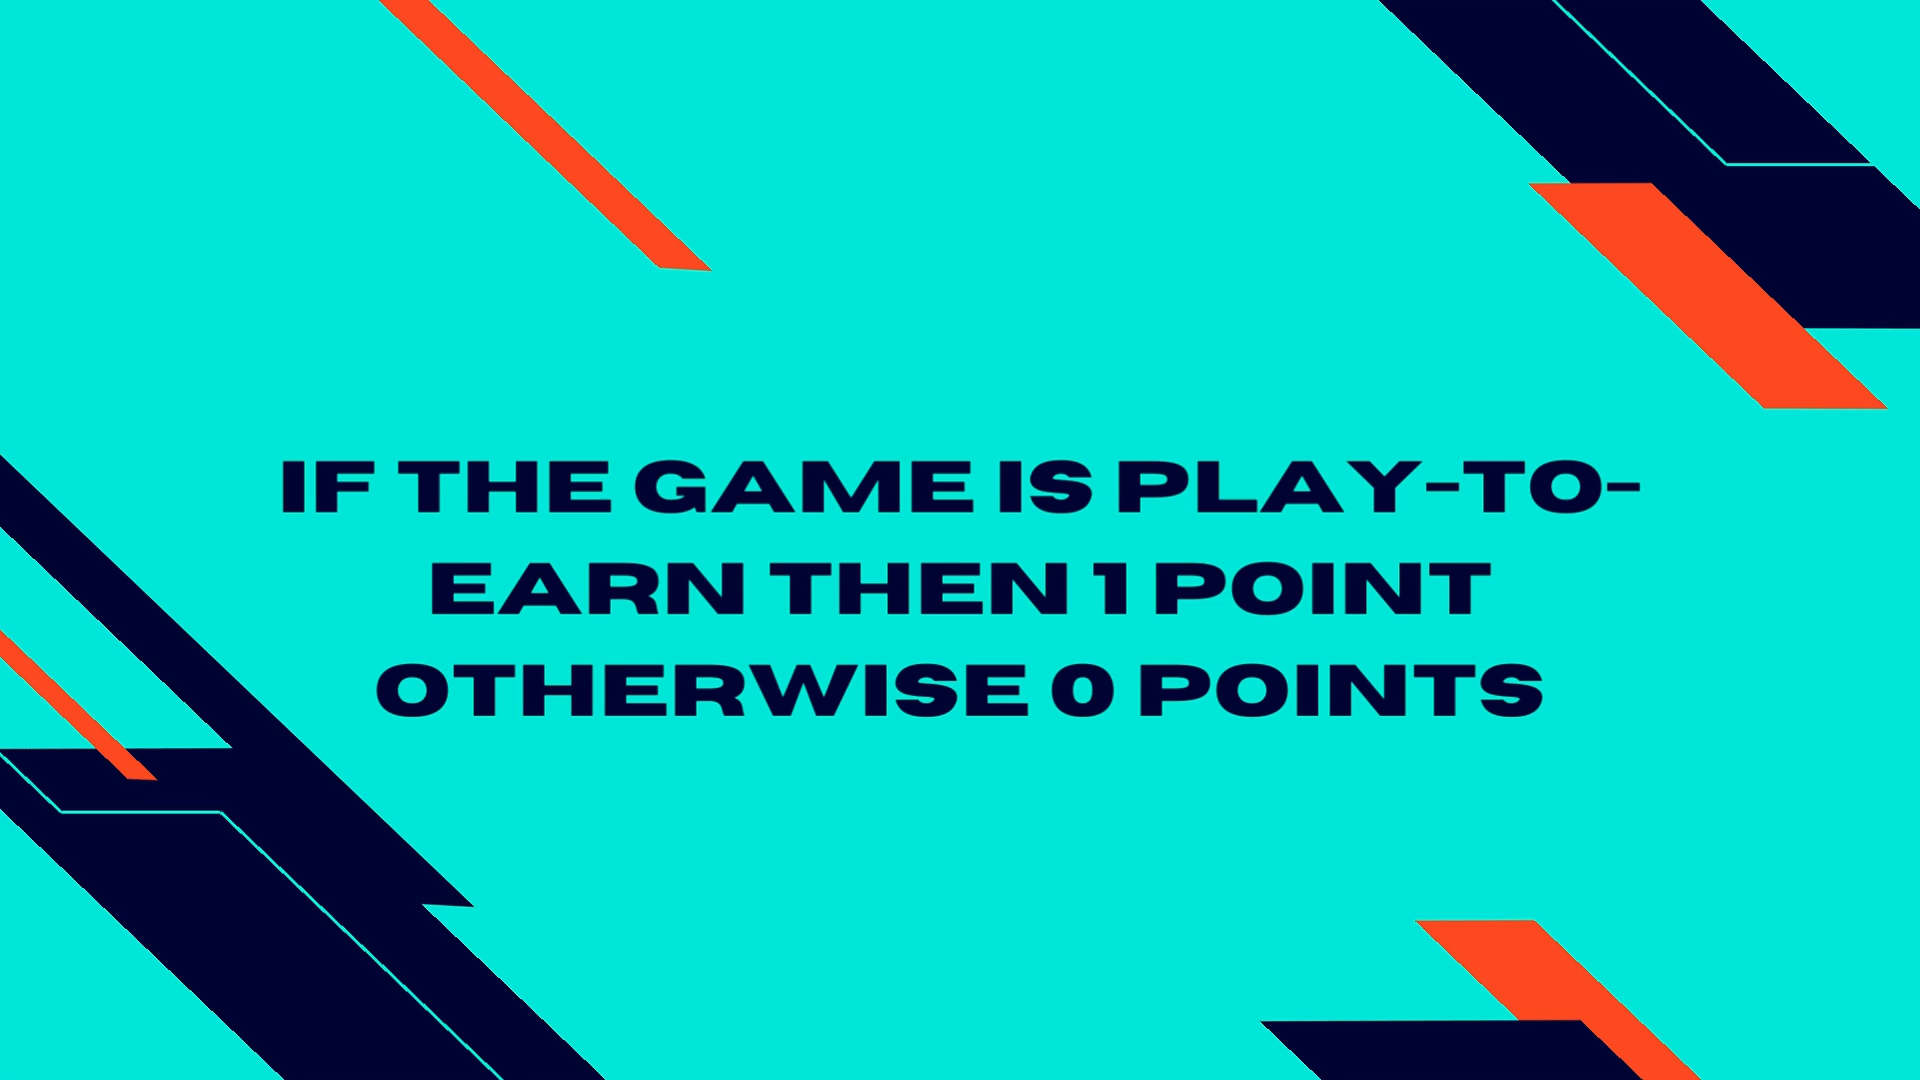 IF THE GAME IS PLAY-TO-
EARN THEN 1 POINT
OTHERWISE 0 POINTS